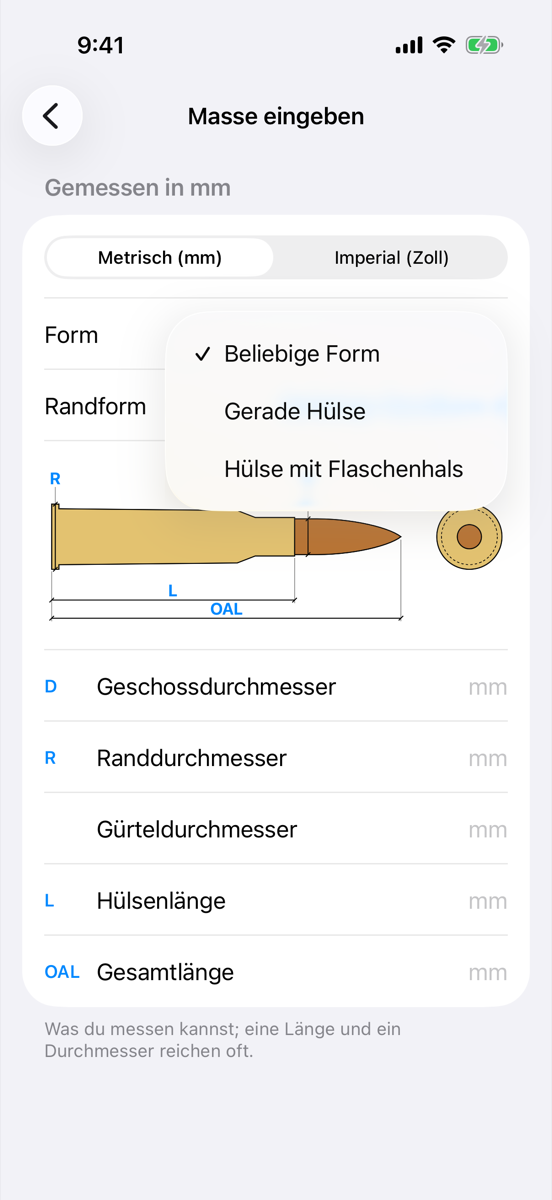 9:41
Masse eingeben
Gemessen in mm
Metrisch (mm)
Imperial (Zoll)
Form
Beliebige Form
Randform
Gerade Hülse
Hülse mit Flaschenhals
R
L
OAL
D Geschossdurchmesser mm
R Randdurchmesser mm
Gürteldurchmesser mm
L Hülsenlänge mm
OAL Gesamtlänge mm
Was du messen kannst; eine Länge und ein
Durchmesser reichen oft.